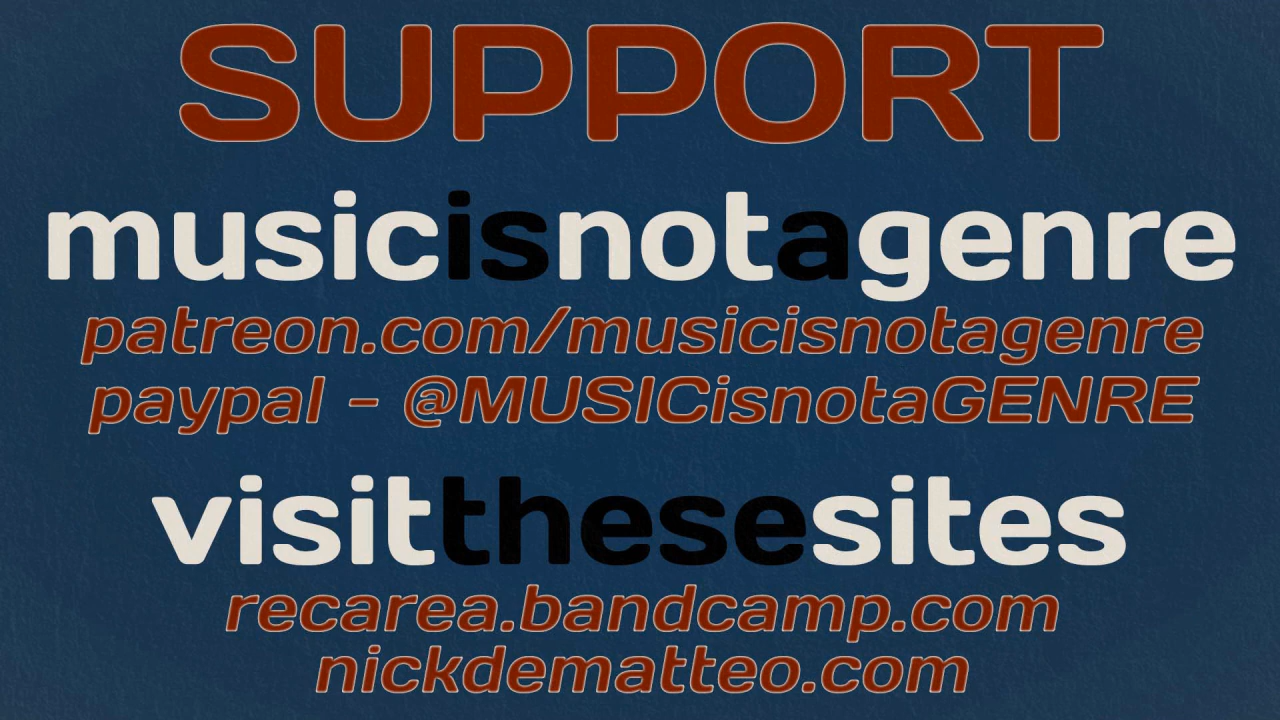 SUPPORT
musicisnotagenre
patreon.com/musicisnotagenre
paypal - @MUSICisnotaGENRE
visitthesesites
recarea.bandcamp.com
nickdematteo.com